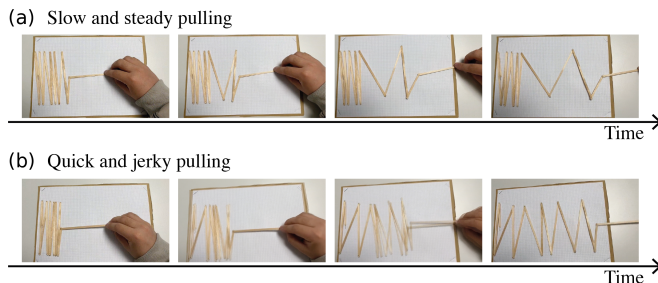 (a) Slow and steady pulling
Time
(b) Quick and jerky pulling
Time